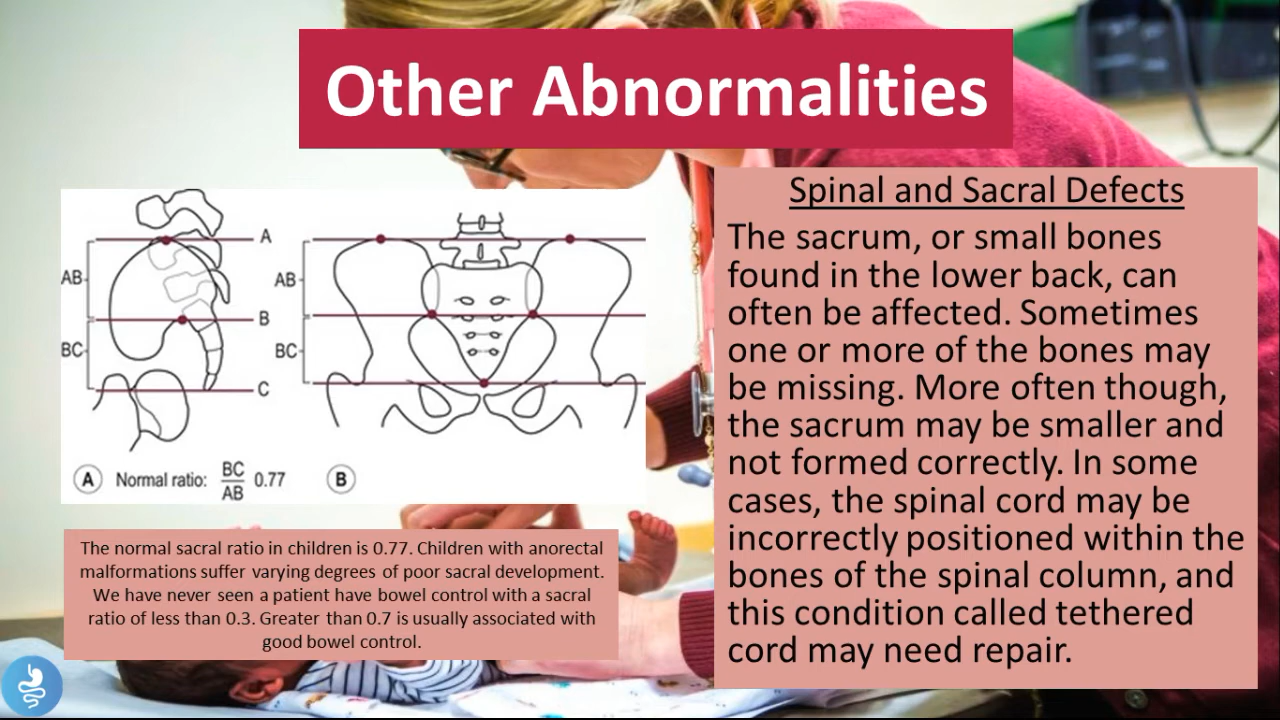 Other Abnormalities
A
AB
B
BC
C
AB
BC
A Normal ratio: BC/AB 0.77 B
The normal sacral ratio in children is 0.77. Children with anorectal
malformations suffer varying degrees of poor sacral development.
We have never seen a patient have bowel control with a sacral
ratio of less than 0.3. Greater than 0.7 is usually associated with
good bowel control.
Spinal and Sacral Defects
The sacrum, or small bones
found in the lower back, can
often be affected. Sometimes
one or more of the bones may
be missing. More often though,
the sacrum may be smaller and
not formed correctly. In some
cases, the spinal cord may be
incorrectly positioned within the
bones of the spinal column, and
this condition called tethered
cord may need repair.